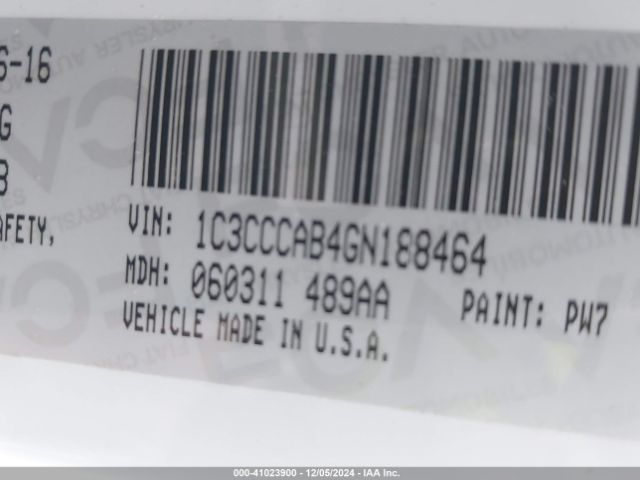 6-16
G
B
AFETY,
VIN: 1C3CCCAB4GN188464
MDH: 060311 489AA PAINT: PW7
VEHICLE MADE IN U.S.A.
000-41023900 - 12/05/2024 - IAA, Inc.